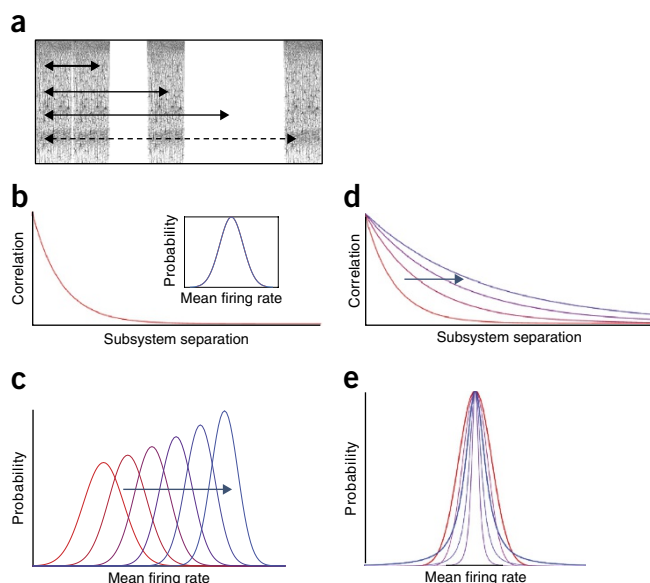 a
b
Correlation
Subsystem separation
Probability
Mean firing rate
d
Correlation
Subsystem separation
c
Probability
Mean firing rate
e
Probability
Mean firing rate